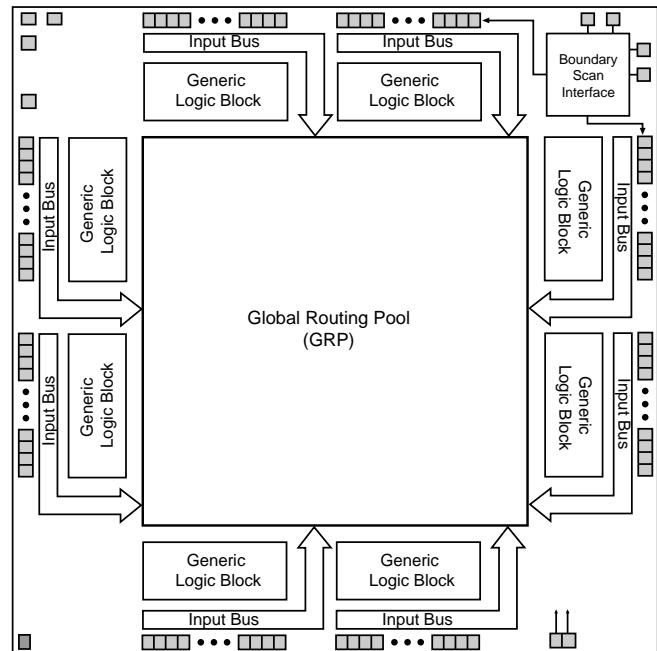 Input Bus
Input Bus
Generic
Logic Block
Generic
Logic Block
Boundary
Scan
Interface
Input Bus
Generic
Logic Block
Generic
Logic Block
Input Bus
Global Routing Pool
(GRP)
Input Bus
Generic
Logic Block
Generic
Logic Block
Input Bus
Generic
Logic Block
Generic
Logic Block
Input Bus
Input Bus